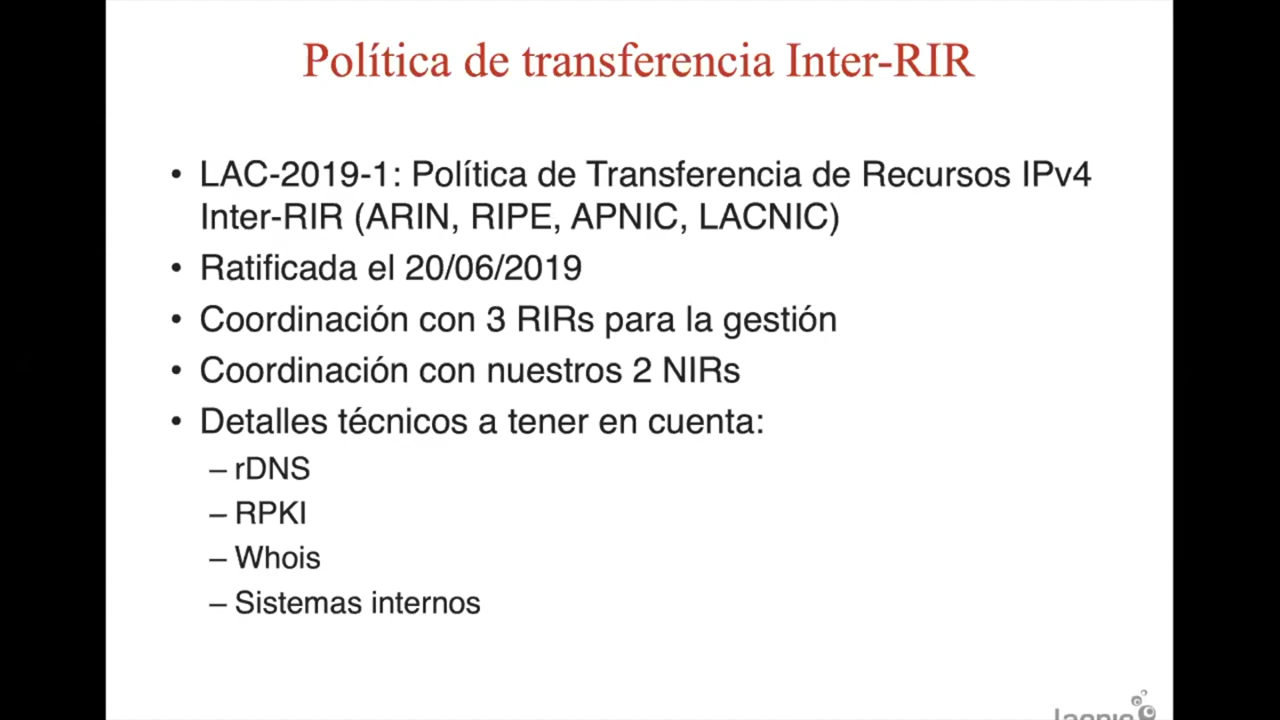 Política de transferencia Inter-RIR
• LAC-2019-1: Política de Transferencia de Recursos IPv4
Inter-RIR (ARIN, RIPE, APNIC, LACNIC)
• Ratificada el 20/06/2019
• Coordinación con 3 RIRs para la gestión
• Coordinación con nuestros 2 NIRs
• Detalles técnicos a tener en cuenta:
– rDNS
– RPKI
– Whois
– Sistemas internos
lacnic